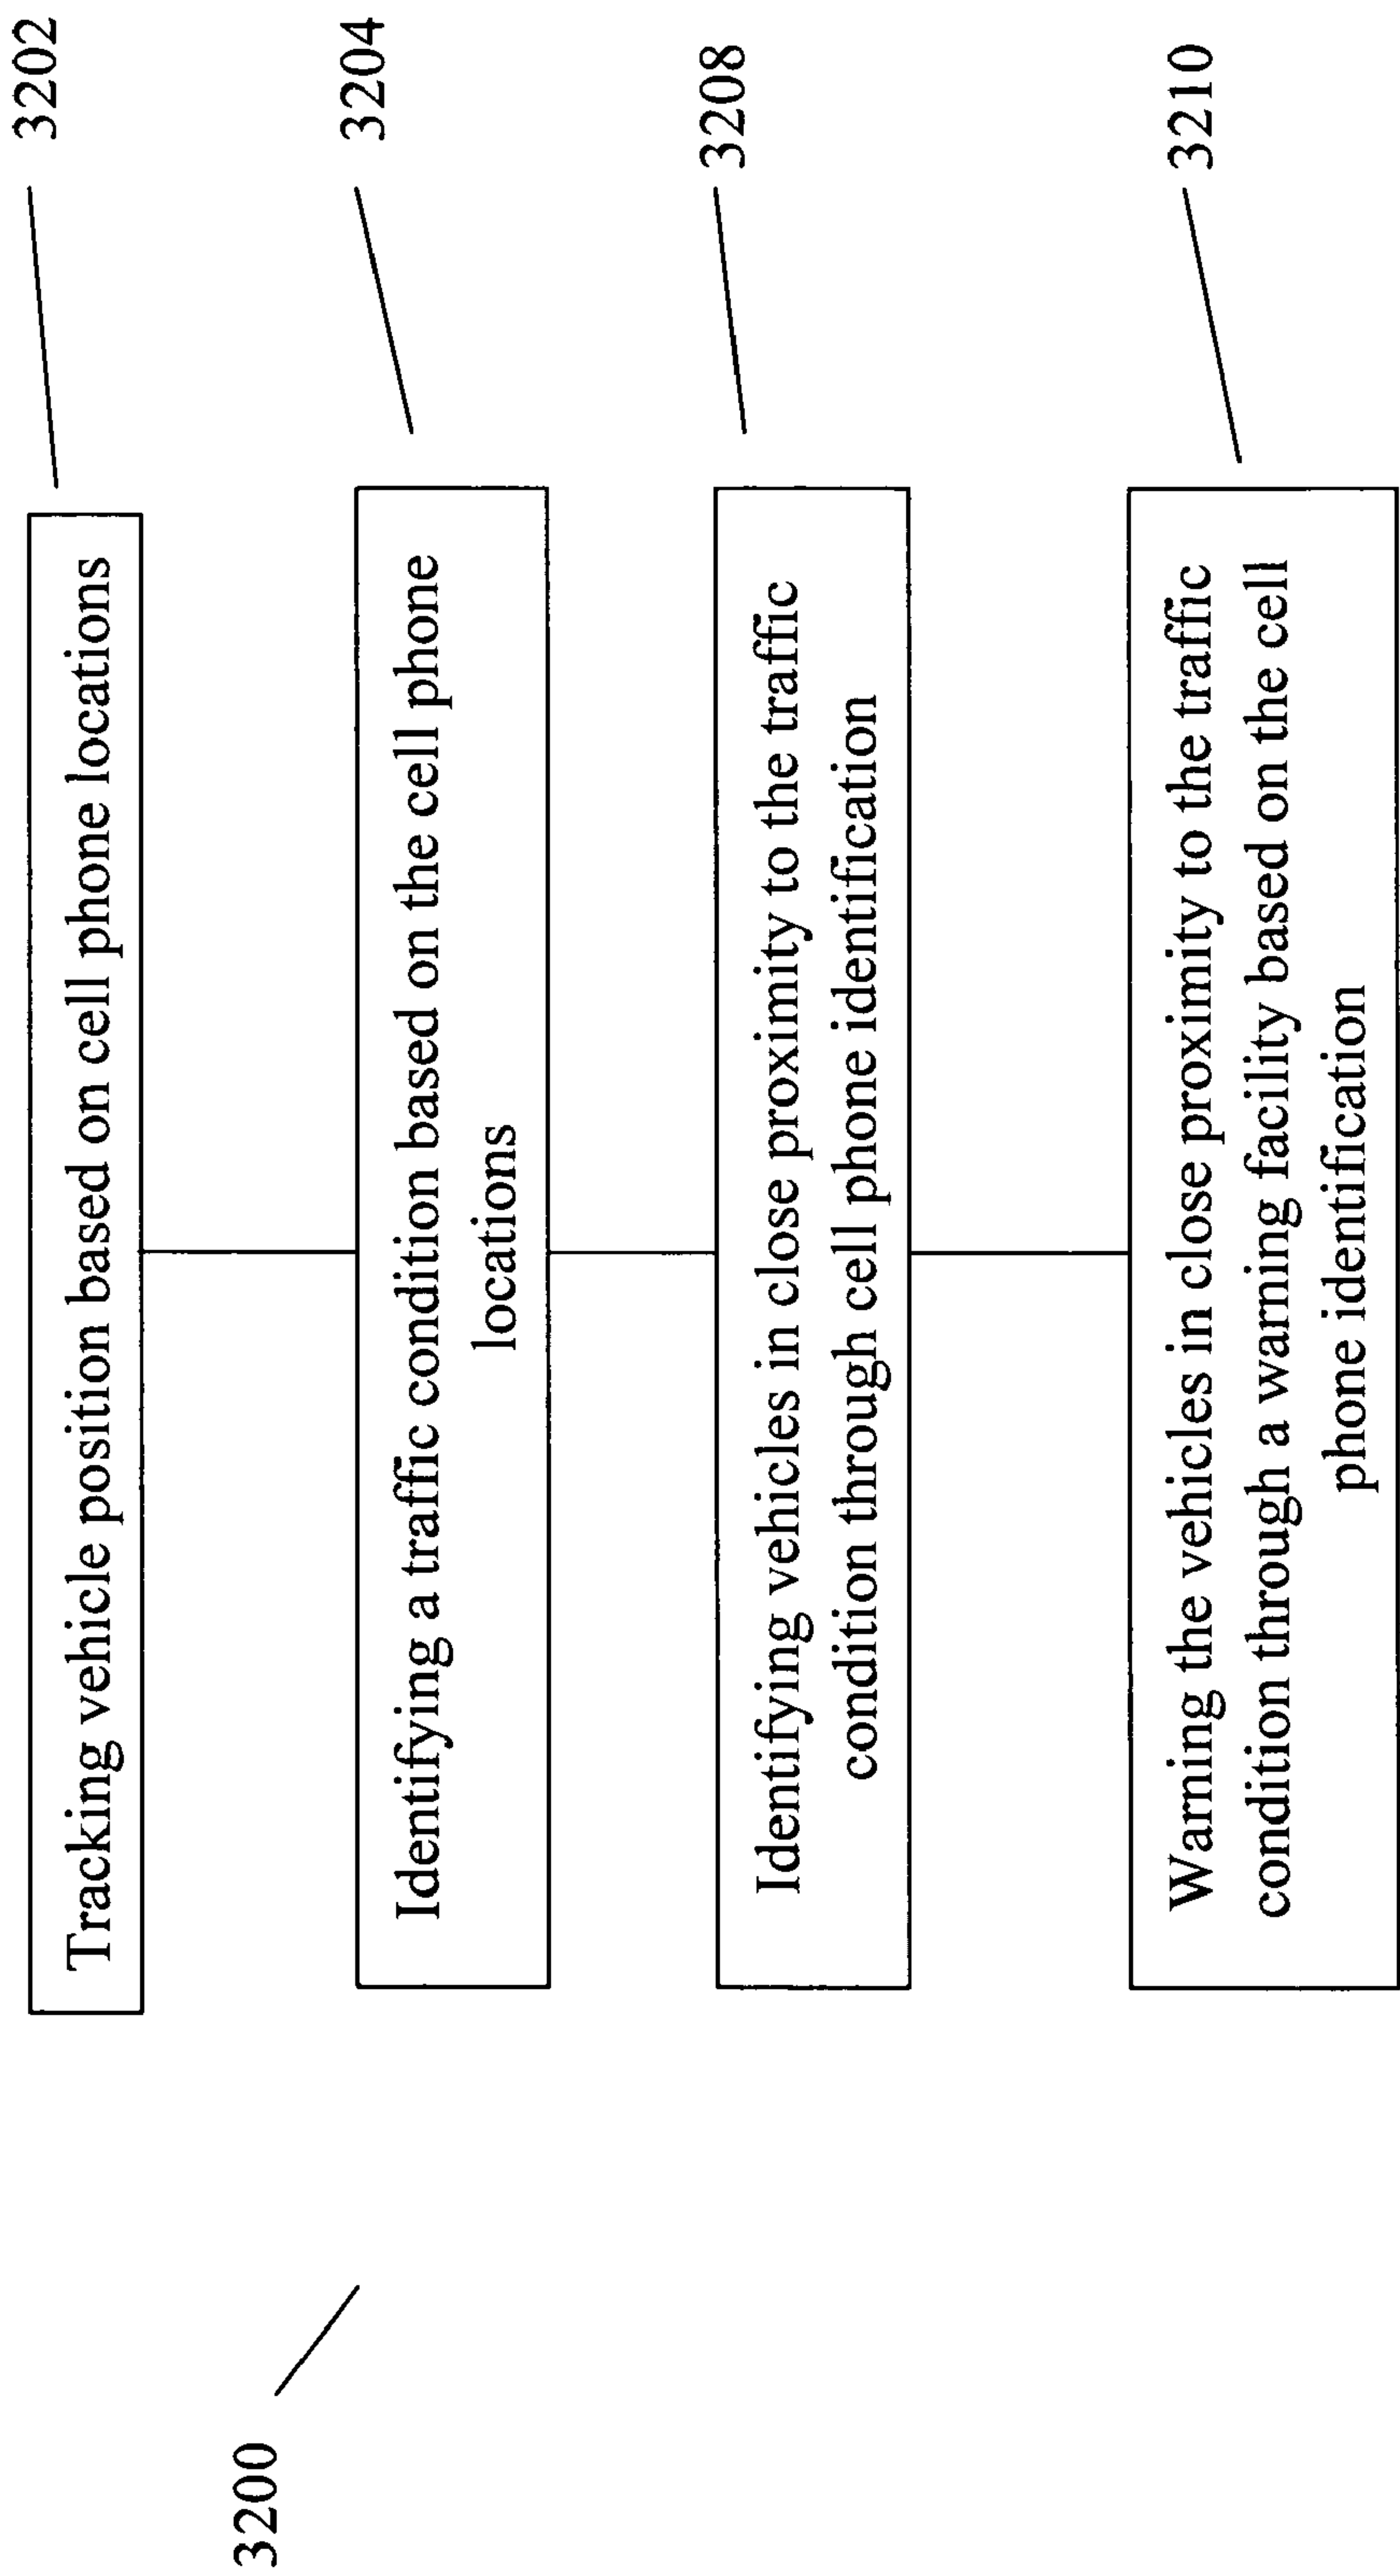 3200
3202
Tracking vehicle position based on cell phone locations
3204
Identifying a traffic condition based on the cell phone
locations
3208
Identifying vehicles in close proximity to the traffic
condition through cell phone identification
3210
Warning the vehicles in close proximity to the traffic
condition through a warning facility based on the cell
phone identification